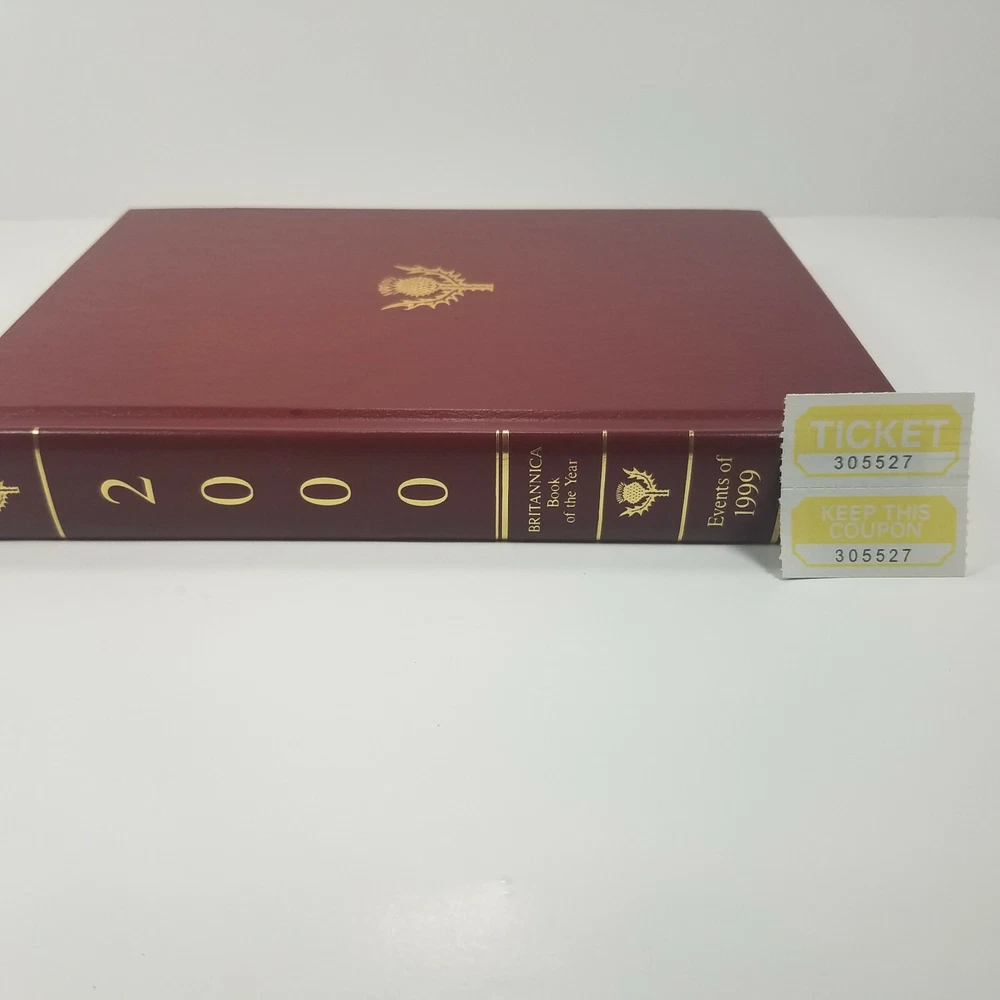 2000
BRITANNICA
Book
of the Year
Events of
1999
TICKET
305527
KEEP THIS
COUPON
305527